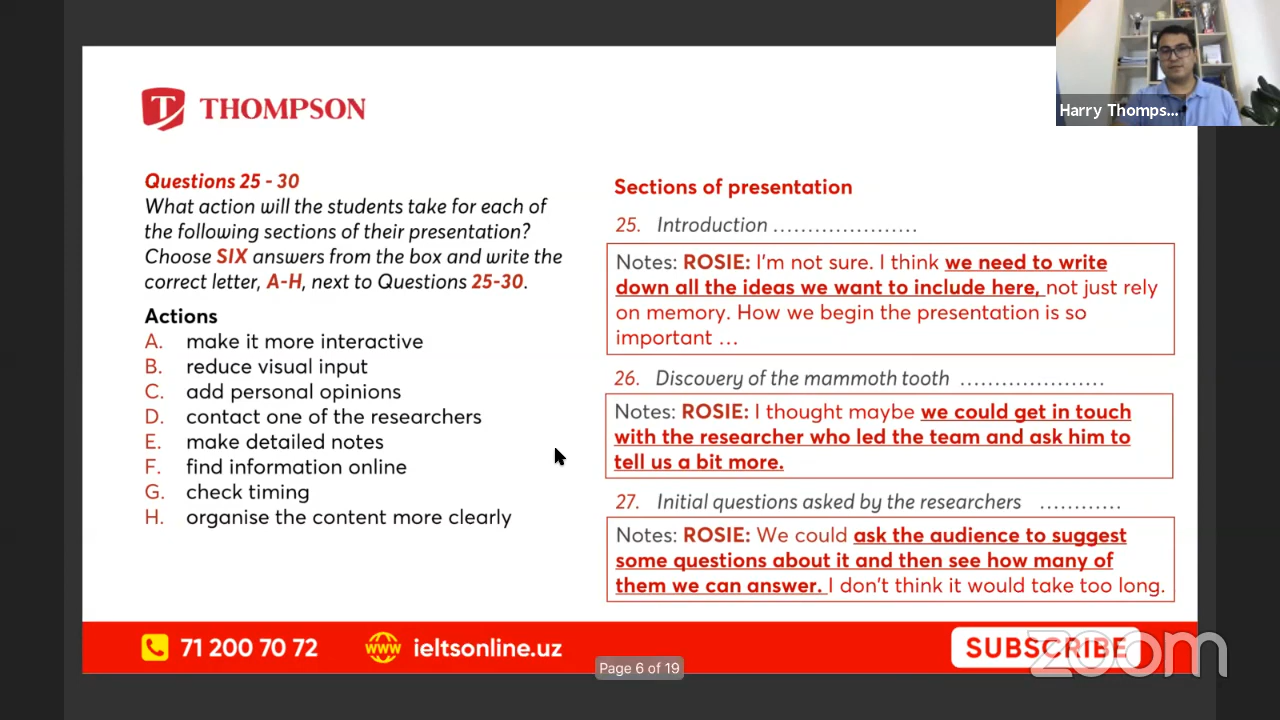 THOMPSON
Harry Thomps...
Questions 25 - 30
What action will the students take for each of
the following sections of their presentation?
Choose SIX answers from the box and write the
correct letter, A-H, next to Questions 25-30.
Actions
A. make it more interactive
B. reduce visual input
C. add personal opinions
D. contact one of the researchers
E. make detailed notes
F. find information online
G. check timing
H. organise the content more clearly
Sections of presentation
25. Introduction .....................
Notes: ROSIE: I'm not sure. I think we need to write
down all the ideas we want to include here, not just rely
on memory. How we begin the presentation is so
important ...
26. Discovery of the mammoth tooth .....................
Notes: ROSIE: I thought maybe we could get in touch
with the researcher who led the team and ask him to
tell us a bit more.
27. Initial questions asked by the researchers ............
Notes: ROSIE: We could ask the audience to suggest
some questions about it and then see how many of
them we can answer. I don't think it would take too long.
71 200 70 72
www
ieltsonline.uz
Page 6 of 19
SUBSCRIBE
zoom